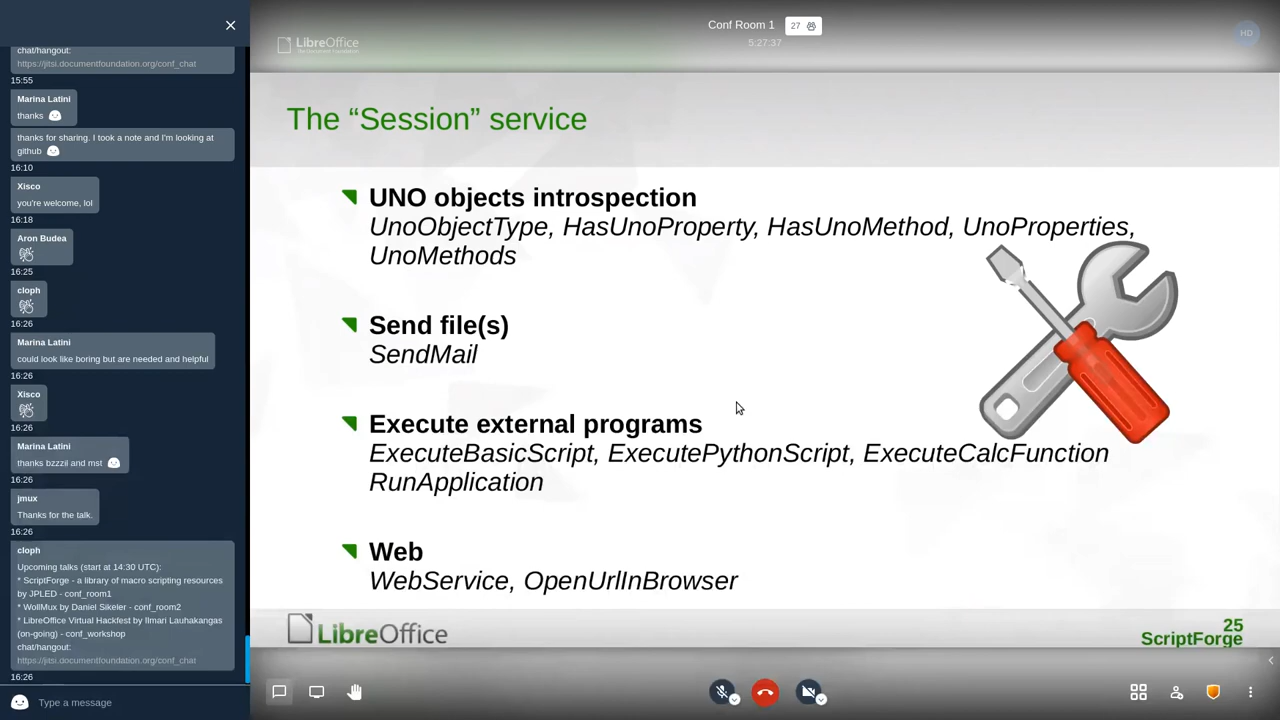 chat/hangout:
https://jitsi.documentfoundation.org/conf_chat
15:55
Marina Latini
thanks
thanks for sharing. I took a note and I'm looking at
github
16:10
Xisco
you're welcome, lol
16:18
Aron Budea
16:25
cloph
16:26
Marina Latini
could look like boring but are needed and helpful
16:26
Xisco
16:26
Marina Latini
thanks bzzzil and mst
16:26
jmux
Thanks for the talk.
16:26
cloph
Upcoming talks (start at 14:30 UTC):
* ScriptForge - a library of macro scripting resources
by JPLED - conf_room1
* WollMux by Daniel Sikeler - conf_room2
* LibreOffice Virtual Hackfest by Ilmari Lauhakangas
(on-going) - conf_workshop
chat/hangout:
https://jitsi.documentfoundation.org/conf_chat
16:26
Type a message
LibreOffice
The Document Foundation
Conf Room 1
27
5:27:37
HD
The “Session” service
UNO objects introspection
UnoObjectType, HasUnoProperty, HasUnoMethod, UnoProperties,
UnoMethods
Send file(s)
SendMail
Execute external programs
ExecuteBasicScript, ExecutePythonScript, ExecuteCalcFunction
RunApplication
Web
WebService, OpenUrlInBrowser
LibreOffice
25
ScriptForge